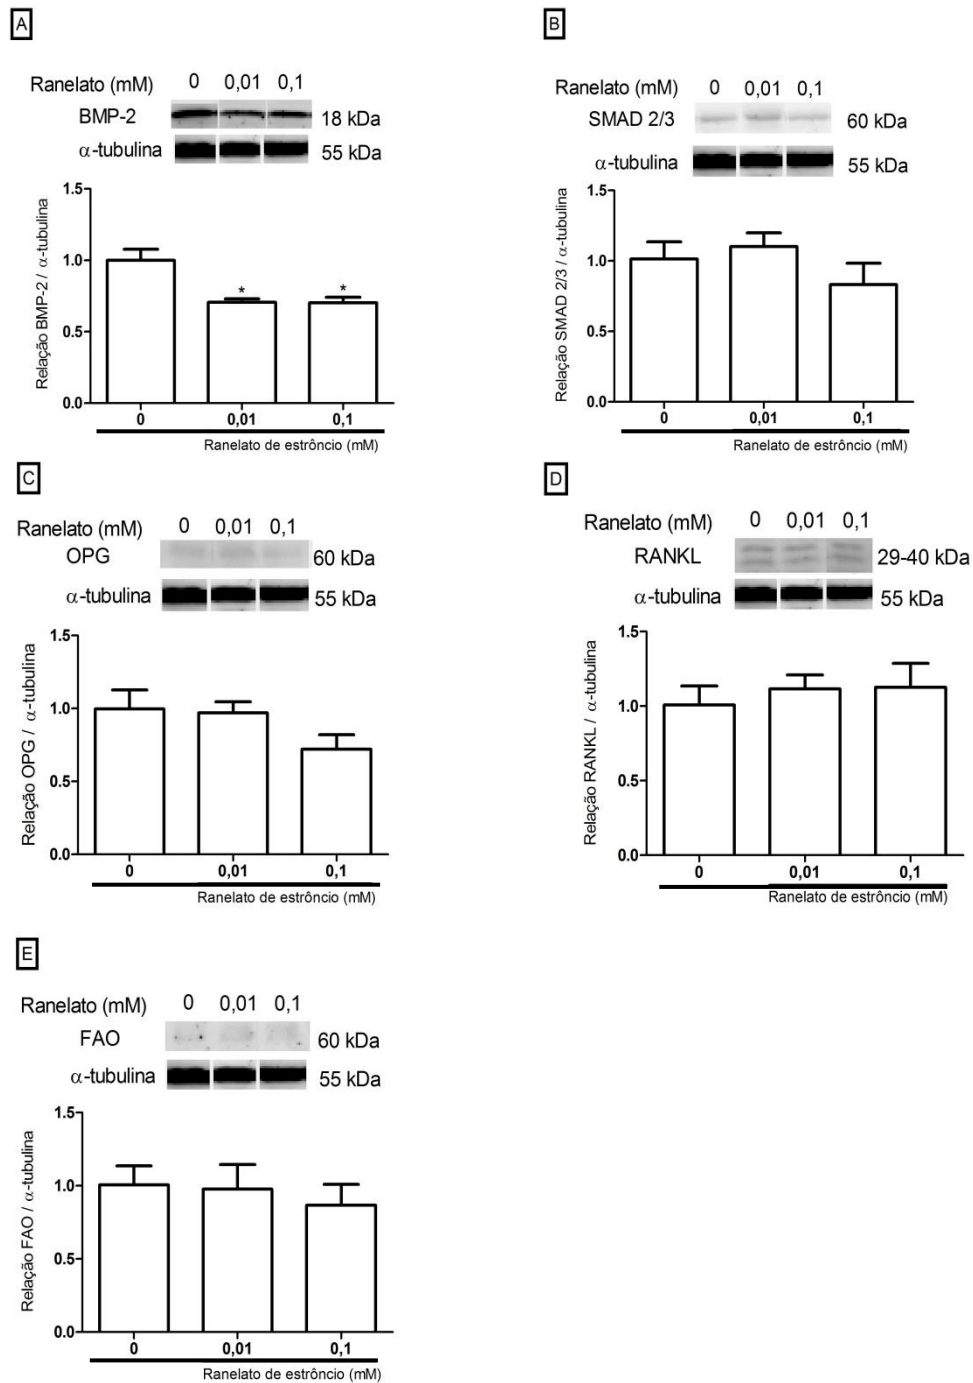 A
Ranelato (mM) 0 0,01 0,1
BMP-2 18 kDa
α-tubulina 55 kDa
Relação BMP-2 / α-tubulina
1.5
1.0
0.5
0.0
* *
0 0,01 0,1
Ranelato de estrôncio (mM)
B
Ranelato (mM) 0 0,01 0,1
SMAD 2/3 60 kDa
α-tubulina 55 kDa
Relação SMAD 2/3 / α-tubulina
1.5
1.0
0.5
0.0
0 0,01 0,1
Ranelato de estrôncio (mM)
C
Ranelato (mM) 0 0,01 0,1
OPG 60 kDa
α-tubulina 55 kDa
Relação OPG / α-tubulina
1.5
1.0
0.5
0.0
0 0,01 0,1
Ranelato de estrôncio (mM)
D
Ranelato (mM) 0 0,01 0,1
RANKL 29-40 kDa
α-tubulina 55 kDa
Relação RANKL / α-tubulina
1.5
1.0
0.5
0.0
0 0,01 0,1
Ranelato de estrôncio (mM)
E
Ranelato (mM) 0 0,01 0,1
FAO 60 kDa
α-tubulina 55 kDa
Relação FAO / α-tubulina
1.5
1.0
0.5
0.0
0 0,01 0,1
Ranelato de estrôncio (mM)